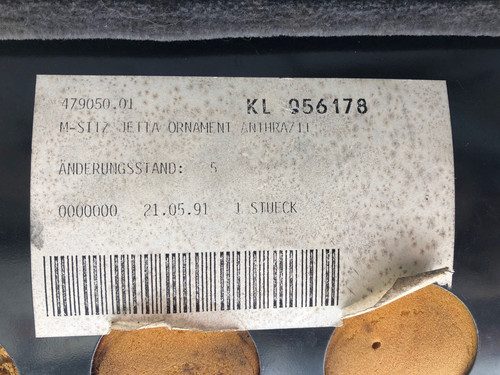 479050.01 KL 956178
M-SITZ JETTA ORNAMENT ANTHRAZIT
ÄNDERUNGSSTAND: 5
0000000 21.05.91 1 STUECK